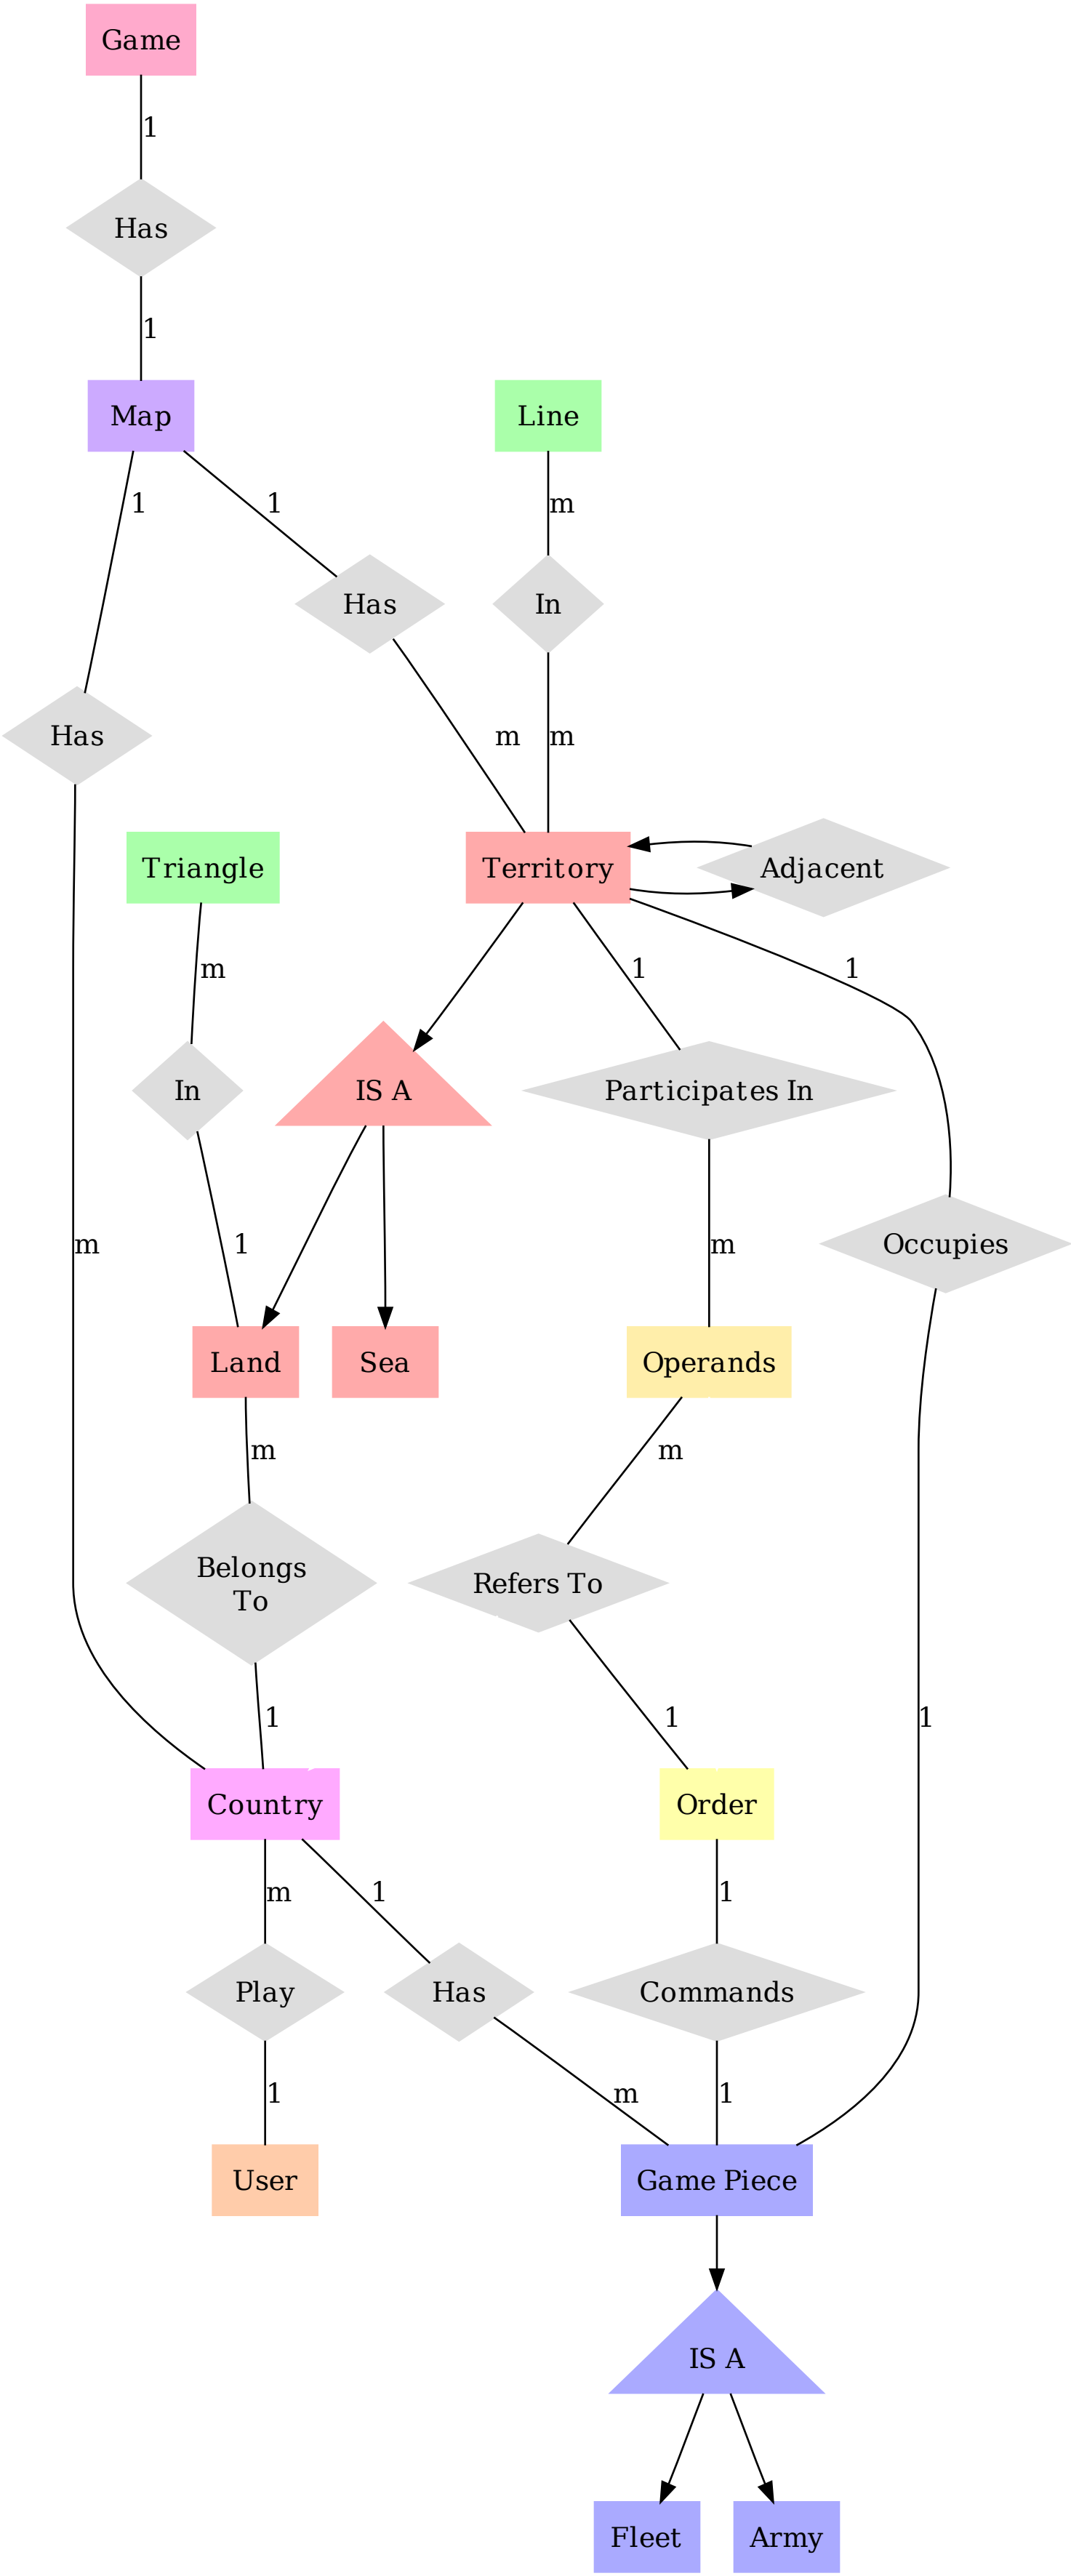 Game
1
Has
1
Map
Line
1
1
m
Has
In
Has
m
m
Triangle
Territory
Adjacent
m
1
1
In
IS A
Participates In
m
1
m
Occupies
Land
Sea
Operands
m
m
Belongs
To
Refers To
1
1
1
Country
Order
m
1
1
Play
Has
Commands
1
m
1
User
Game Piece
IS A
Fleet
Army